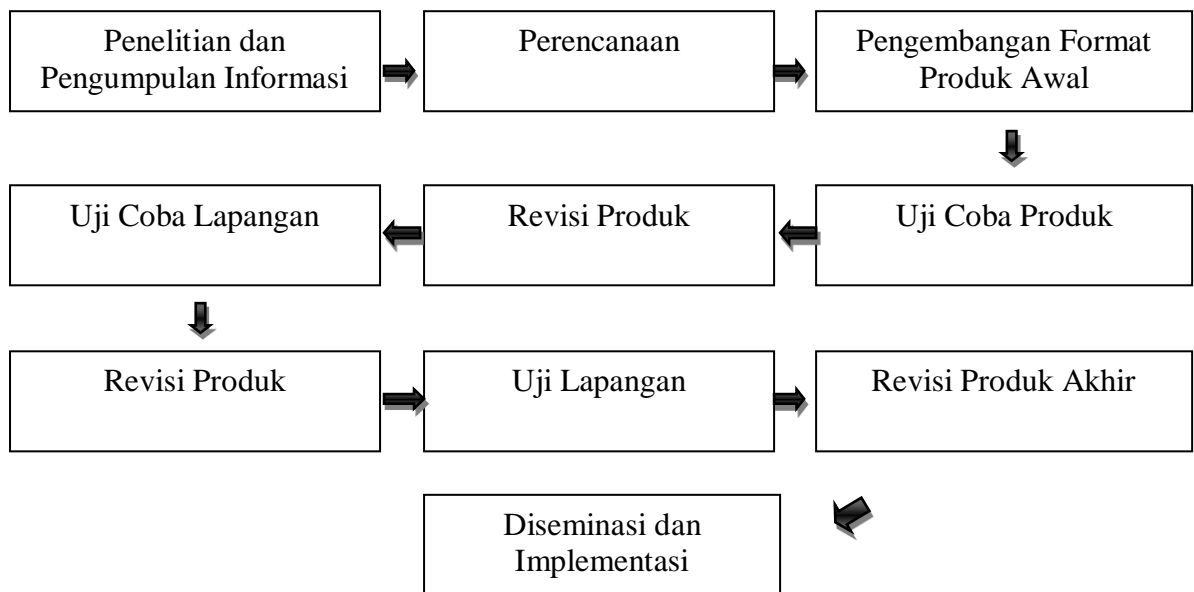 Penelitian dan
Pengumpulan Informasi
Perencanaan
Pengembangan Format
Produk Awal
Uji Coba Produk
Revisi Produk
Uji Coba Lapangan
Revisi Produk
Uji Lapangan
Revisi Produk Akhir
Diseminasi dan
Implementasi